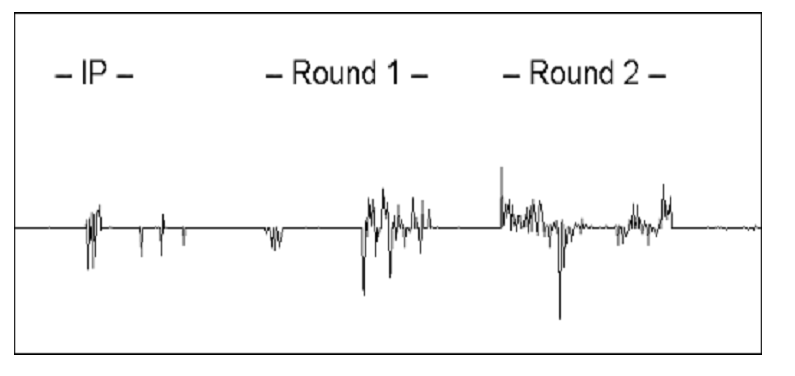 – IP –    – Round 1 –    – Round 2 –